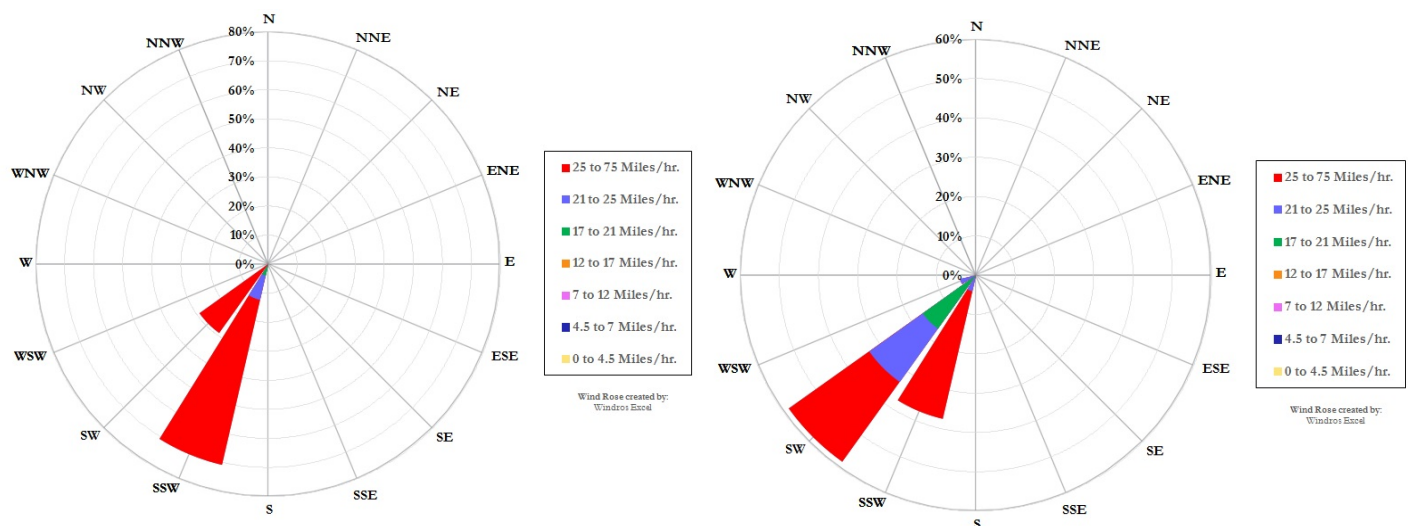 N
80%
NNW
NNE
70%
NW
60%
NE
50%
40%
WNW
ENE
30%
20%
10%
W
0%
E
WSW
ESE
SW
SE
SSW
SSE
S
25 to 75 Miles/hr.
21 to 25 Miles/hr.
17 to 21 Miles/hr.
12 to 17 Miles/hr.
7 to 12 Miles/hr.
4.5 to 7 Miles/hr.
0 to 4.5 Miles/hr.
Wind Rose created by:
Windros Excel
N
60%
NNW
NNE
50%
NW
NE
40%
30%
WNW
ENE
20%
10%
W
0%
E
WSW
ESE
SW
SE
SSW
SSE
S
25 to 75 Miles/hr.
21 to 25 Miles/hr.
17 to 21 Miles/hr.
12 to 17 Miles/hr.
7 to 12 Miles/hr.
4.5 to 7 Miles/hr.
0 to 4.5 Miles/hr.
Wind Rose created by:
Windros Excel